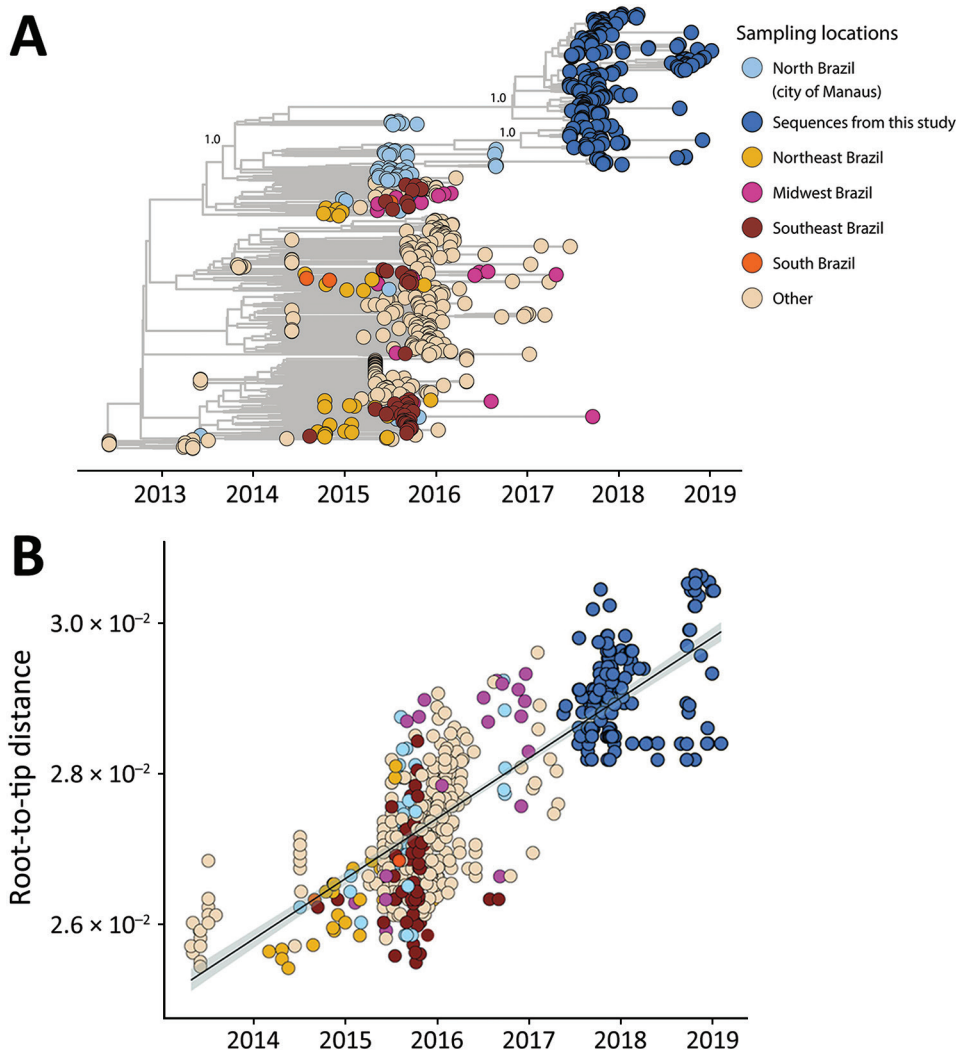 A
Sampling locations
North Brazil
(city of Manaus)
Sequences from this study
Northeast Brazil
Midwest Brazil
Southeast Brazil
South Brazil
Other
1.0
1.0
1.0
2013 2014 2015 2016 2017 2018 2019
B
Root-to-tip distance
3.0 × 10⁻²
2.8 × 10⁻²
2.6 × 10⁻²
2014 2015 2016 2017 2018 2019